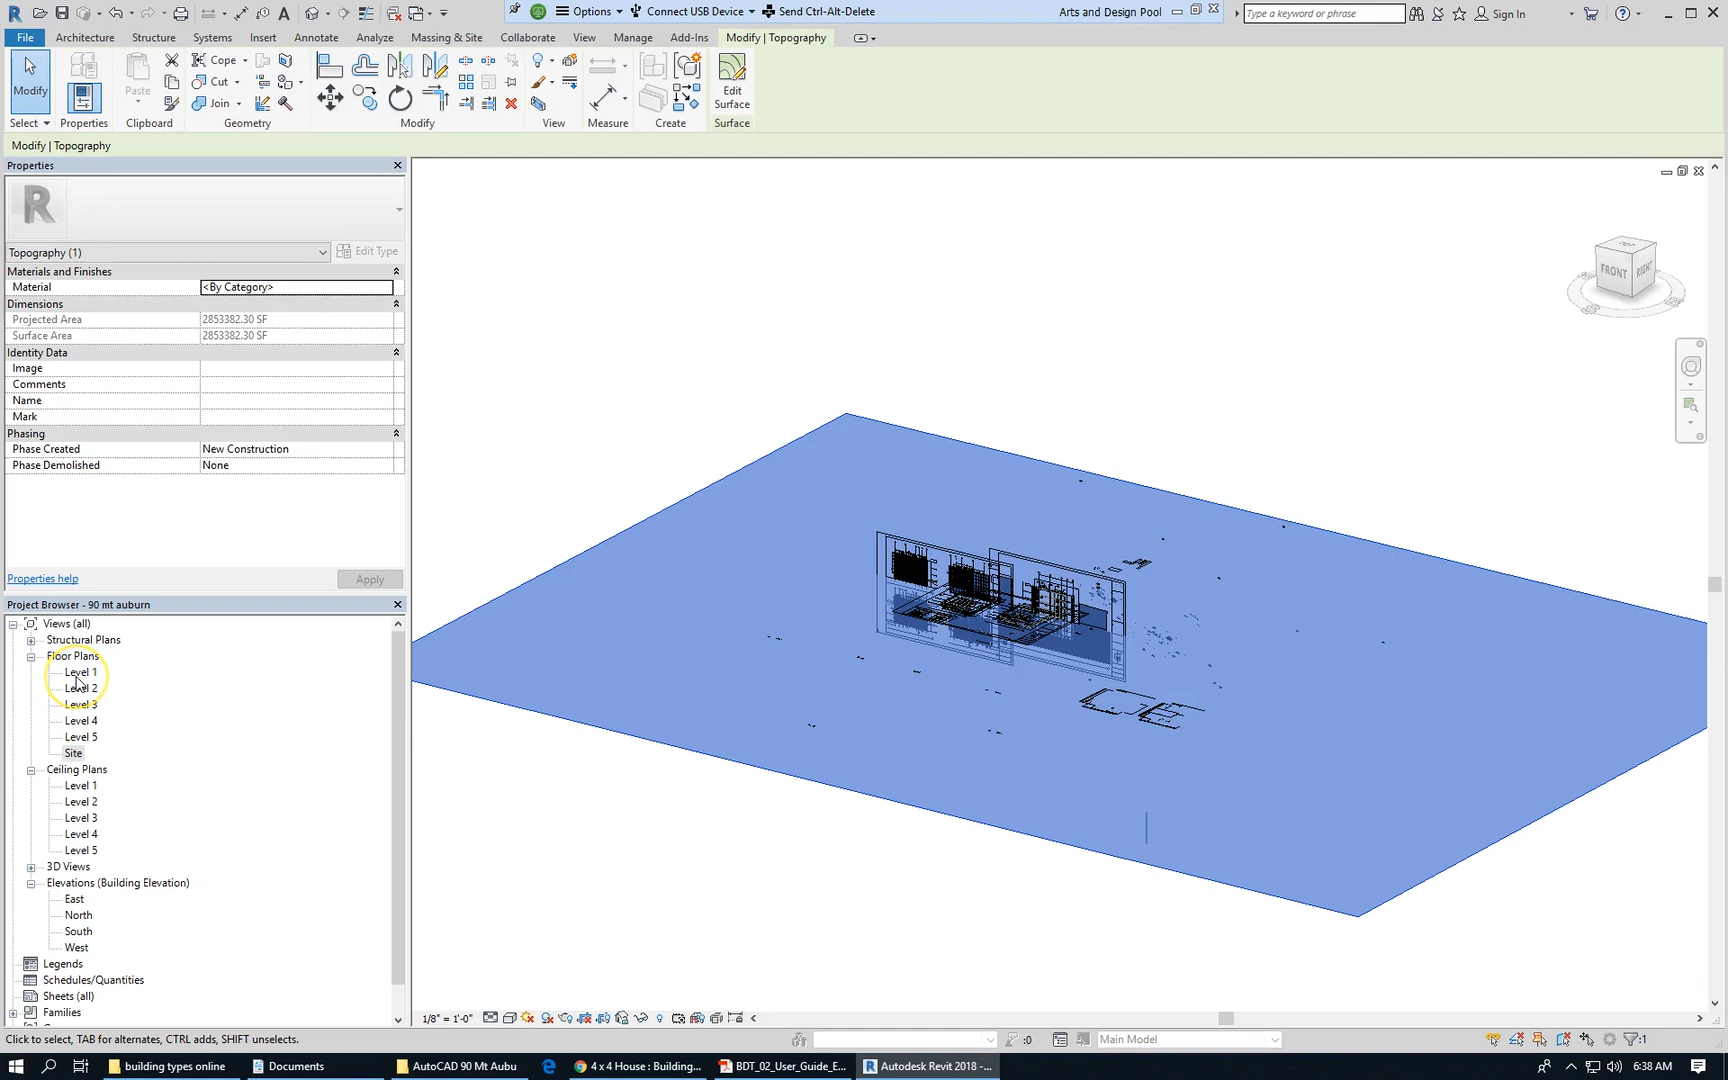 Options
Connect USB Device
Send Ctrl-Alt-Delete
Arts and Design Pool
Type a keyword or phrase
Sign In
File
Architecture
Structure
Systems
Insert
Annotate
Analyze
Massing & Site
Collaborate
View
Manage
Add-Ins
Modify | Topography
Modify
Paste
Cope
Cut
Join
Edit
Surface
Select
Properties
Clipboard
Geometry
Modify
View
Measure
Create
Surface
Modify | Topography
Properties
R
Topography (1)
Edit Type
Materials and Finishes
Material
<By Category>
Dimensions
Projected Area
2853382.30 SF
Surface Area
2853382.30 SF
Identity Data
Image
Comments
Name
Mark
Phasing
Phase Created
New Construction
Phase Demolished
None
Properties help
Apply
TOP
FRONT
RIGHT
Project Browser - 90 mt auburn
Views (all)
Structural Plans
Floor Plans
Level 1
Level 2
Level 3
Level 4
Level 5
Site
Ceiling Plans
Level 1
Level 2
Level 3
Level 4
Level 5
3D Views
Elevations (Building Elevation)
East
North
South
West
Legends
Schedules/Quantities
Sheets (all)
Families
1/8" = 1'-0"
Click to select, TAB for alternates, CTRL adds, SHIFT unselects.
:0
Main Model
:1
building types online
Documents
AutoCAD 90 Mt Aubu
4 x 4 House : Building...
BDT_02_User_Guide_E...
Autodesk Revit 2018 -...
6:38 AM